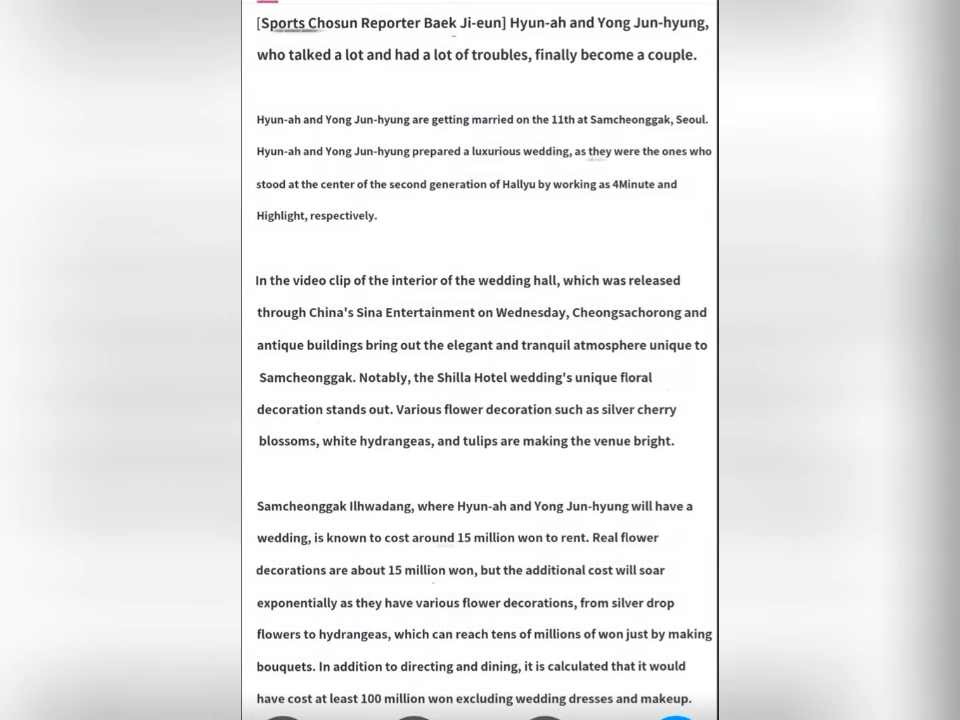 [Sports Chosun Reporter Baek Ji-eun] Hyun-ah and Yong Jun-hyung,
who talked a lot and had a lot of troubles, finally become a couple.
Hyun-ah and Yong Jun-hyung are getting married on the 11th at Samcheonggak, Seoul.
Hyun-ah and Yong Jun-hyung prepared a luxurious wedding, as they were the ones who
stood at the center of the second generation of Hallyu by working as 4Minute and
Highlight, respectively.
In the video clip of the interior of the wedding hall, which was released
through China's Sina Entertainment on Wednesday, Cheongsachorong and
antique buildings bring out the elegant and tranquil atmosphere unique to
Samcheonggak. Notably, the Shilla Hotel wedding's unique floral
decoration stands out. Various flower decoration such as silver cherry
blossoms, white hydrangeas, and tulips are making the venue bright.
Samcheonggak Ilhwadang, where Hyun-ah and Yong Jun-hyung will have a
wedding, is known to cost around 15 million won to rent. Real flower
decorations are about 15 million won, but the additional cost will soar
exponentially as they have various flower decorations, from silver drop
flowers to hydrangeas, which can reach tens of millions of won just by making
bouquets. In addition to directing and dining, it is calculated that it would
have cost at least 100 million won excluding wedding dresses and makeup.